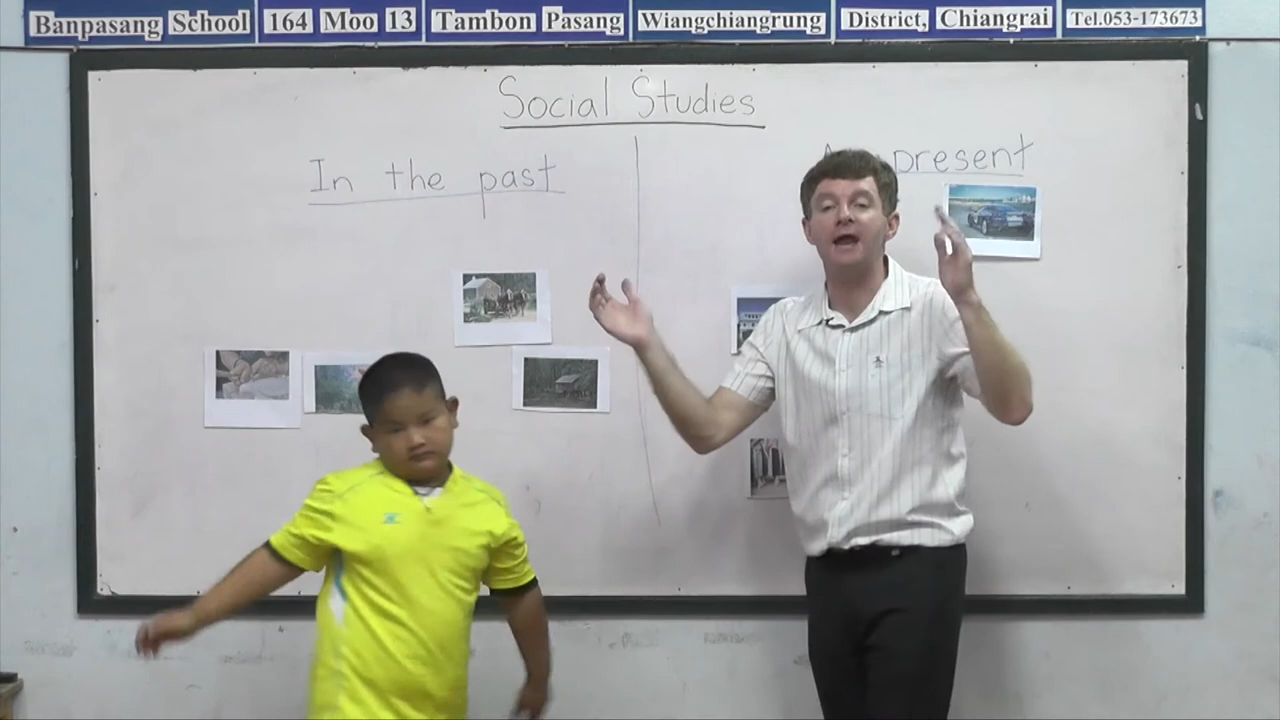 Banpasang School 164 Moo 13 Tambon Pasang Wiangchiangrung District, Chiangrai Tel.053-173673
Social Studies
In the past
present